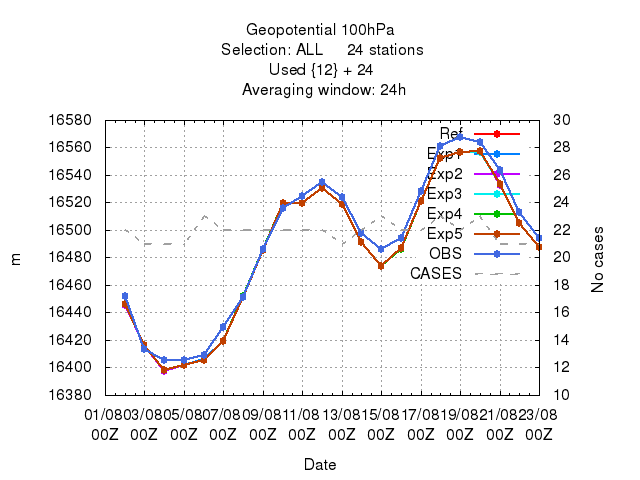 Geopotential 100hPa
Selection: ALL 24 stations
Used {12} + 24
Averaging window: 24h
16580
16560
16540
16520
16500
16480
16460
16440
16420
16400
16380
m
30
28
26
24
22
20
18
16
14
12
10
No cases
Ref
Exp1
Exp2
Exp3
Exp4
Exp5
OBS
CASES
01/08 03/08 05/08 07/08 09/08 11/08 13/08 15/08 17/08 19/08 21/08 23/08
00Z 00Z 00Z 00Z 00Z 00Z 00Z 00Z 00Z 00Z 00Z 00Z
Date